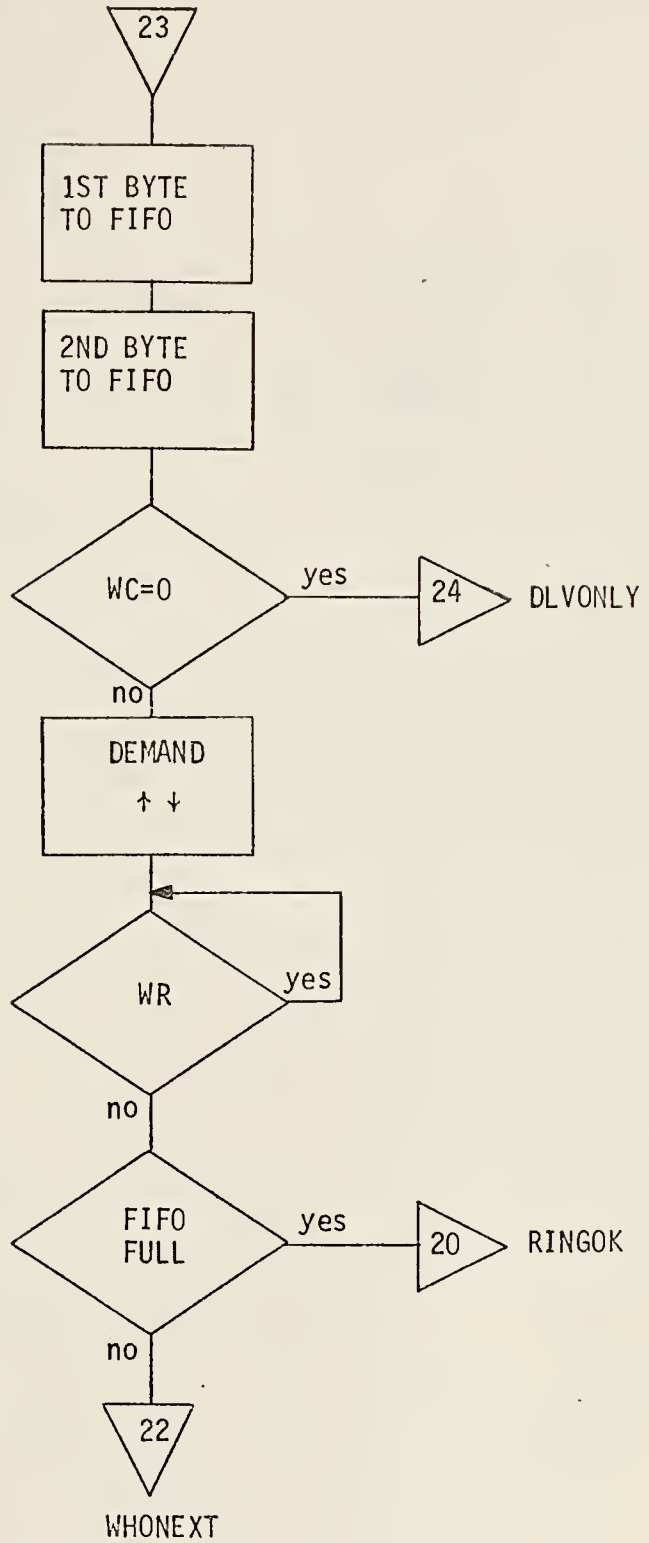 23
1ST BYTE
TO FIFO
2ND BYTE
TO FIFO
WC=0
yes
24
DLVONLY
no
DEMAND
↑ ↓
WR
yes
no
FIFO
FULL
yes
20
RINGOK
no
22
WHONEXT